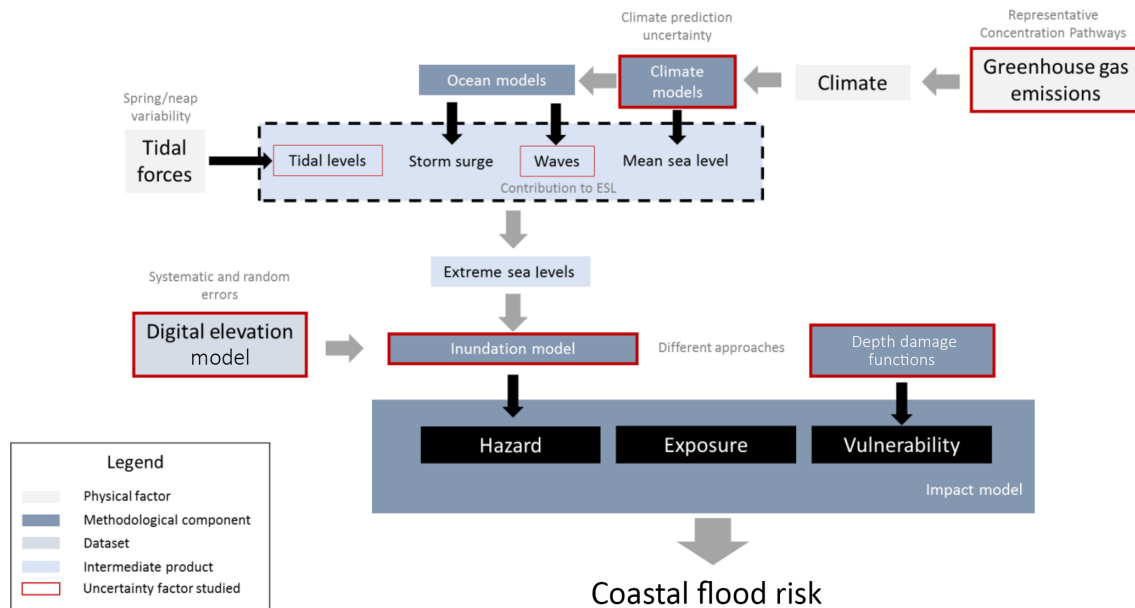 Climate prediction
uncertainty
Representative
Concentration Pathways
Ocean models
Climate
models
Climate
Greenhouse gas
emissions
Spring/neap
variability
Tidal
forces
Tidal levels
Storm surge
Waves
Mean sea level
Contribution to ESL
Extreme sea levels
Systematic and random
errors
Digital elevation
model
Inundation model
Different approaches
Depth damage
functions
Hazard
Exposure
Vulnerability
Impact model
Legend
Physical factor
Methodological component
Dataset
Intermediate product
Uncertainty factor studied
Coastal flood risk